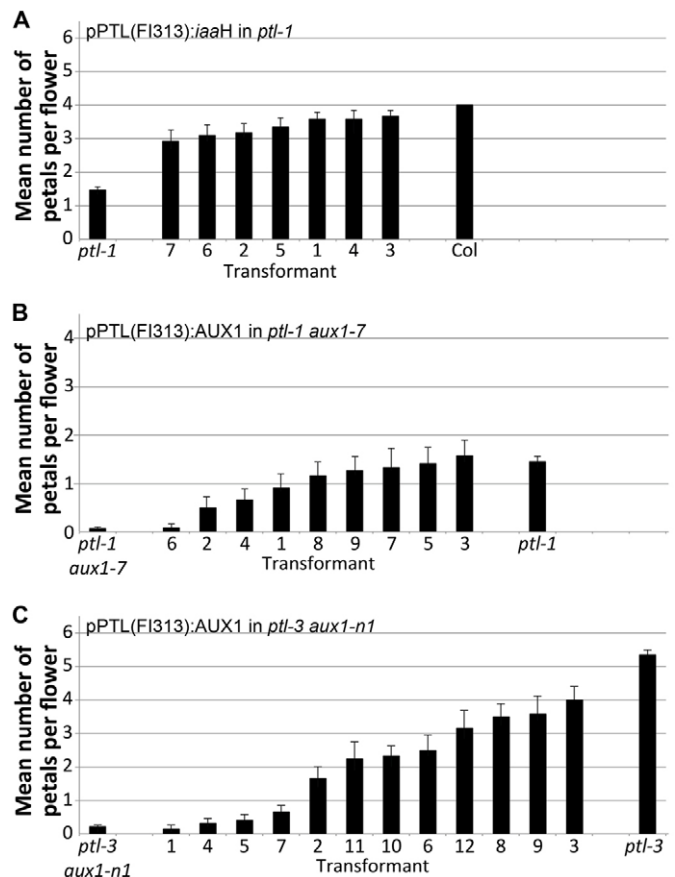 A
pPTL(FI313):iaaH in ptl-1
Mean number of
petals per flower
6
5
4
3
2
1
0
ptl-1 7 6 2 5 1 4 3 Col
Transformant
B
pPTL(FI313):AUX1 in ptl-1 aux1-7
Mean number of
petals per flower
4
3
2
1
0
ptl-1 6 2 4 1 8 9 7 5 3 ptl-1
aux1-7
Transformant
C
pPTL(FI313):AUX1 in ptl-3 aux1-n1
Mean number of
petals per flower
6
5
4
3
2
1
0
ptl-3 1 4 5 7 2 11 10 6 12 8 9 3 ptl-3
aux1-n1
Transformant